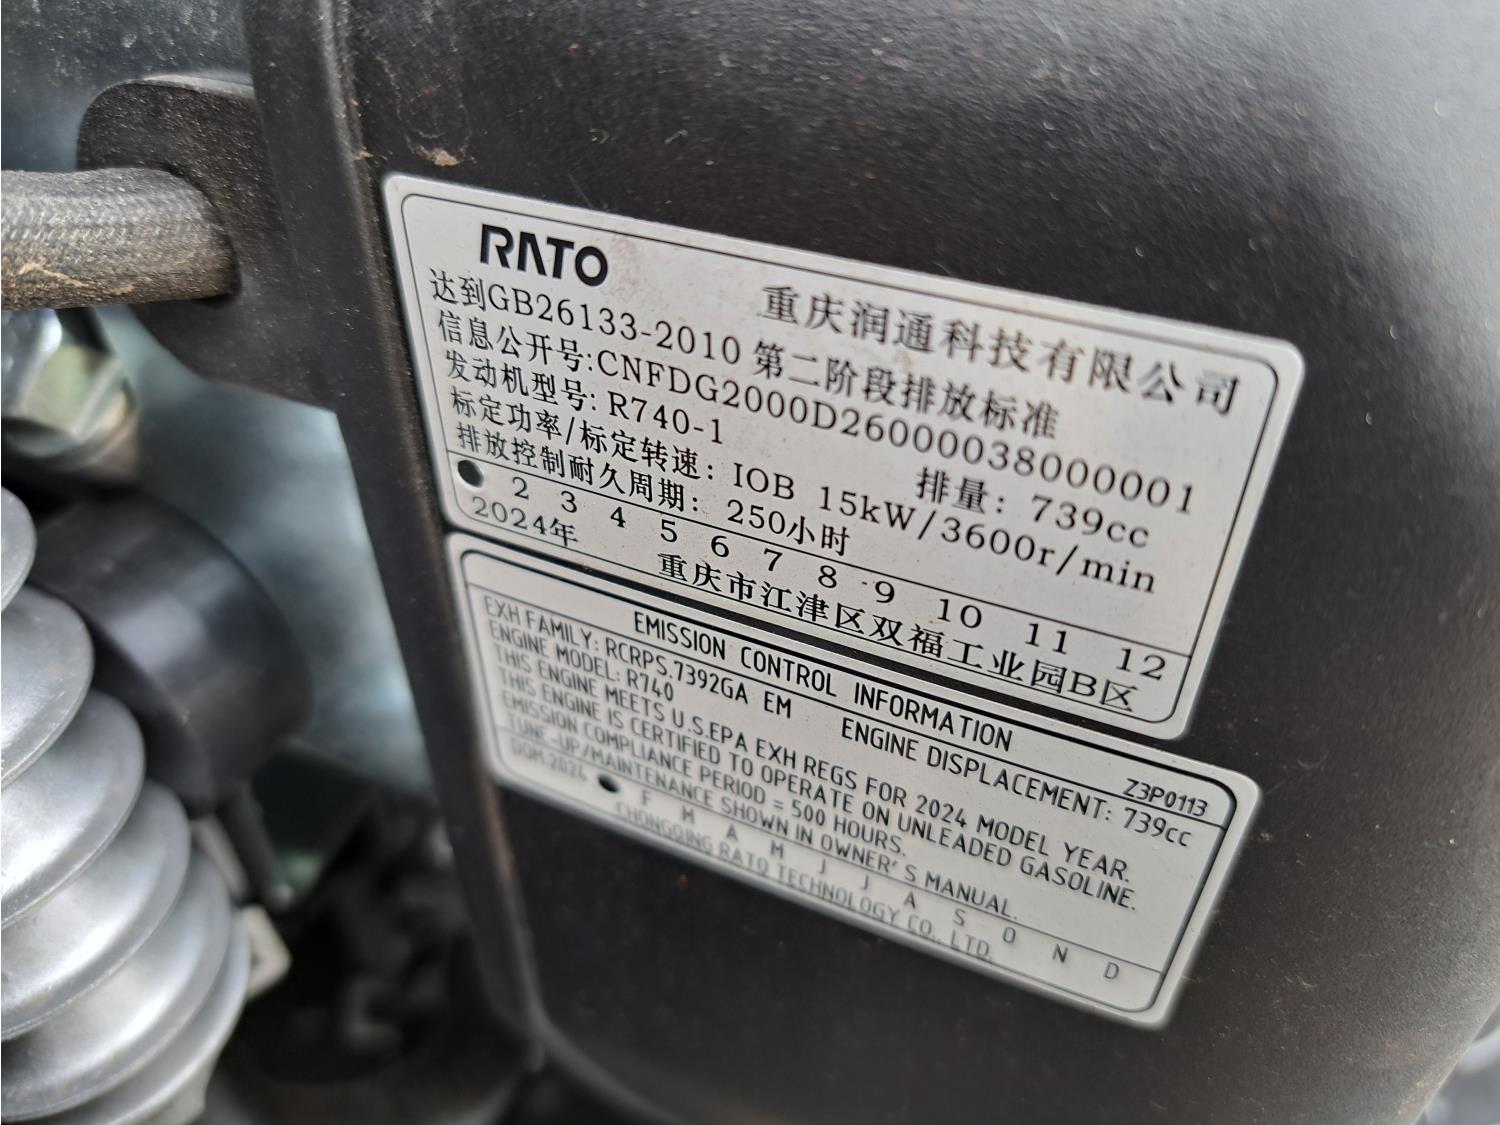 RATO
重庆润通科技有限公司
达到GB26133-2010 第二阶段排放标准
信息公开号:CNFDG2000D2600003800001
发动机型号: R740-1 排量: 739cc
标定功率/标定转速: IOB 15kW/3600r/min
排放控制耐久周期: 250小时
2 3 4 5 6 7 8 9 10 11 12
2024年 重庆市江津区双福工业园B区
EMISSION CONTROL INFORMATION Z3P0113
EXH FAMILY: RCRPS.7392GA EM ENGINE DISPLACEMENT: 739cc
ENGINE MODEL: R740
THIS ENGINE MEETS U.S.EPA EXH REGS FOR 2024 MODEL YEAR.
THIS ENGINE IS CERTIFIED TO OPERATE ON UNLEADED GASOLINE.
EMISSION COMPLIANCE PERIOD = 500 HOURS.
TUNE-UP/MAINTENANCE SHOWN IN OWNER'S MANUAL.
DOM:2024 F M A M J J A S O N D
CHONGQING RATO TECHNOLOGY CO., LTD.